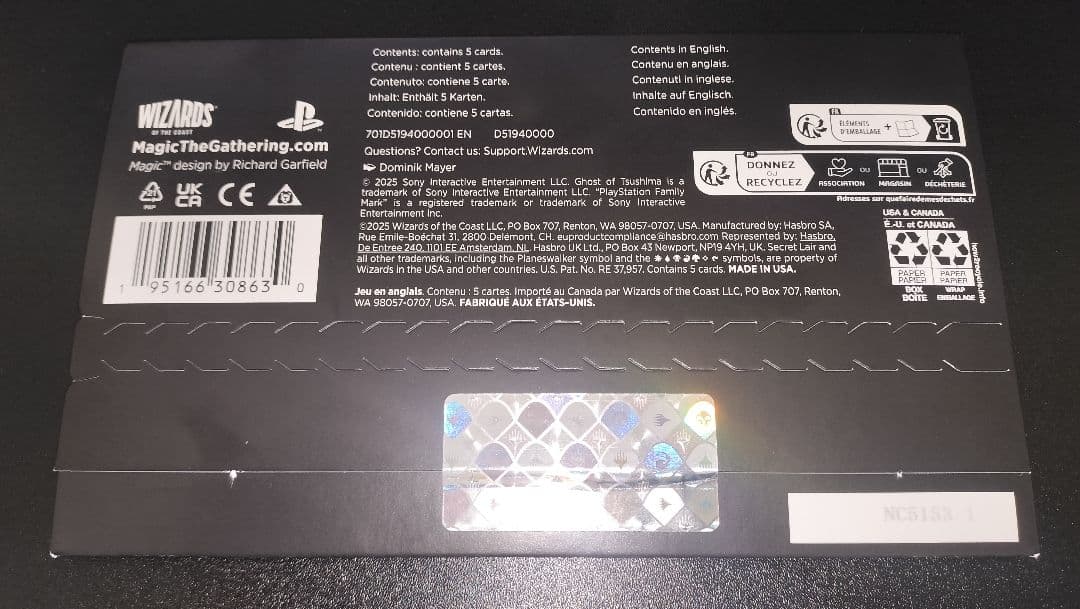 Contents: contains 5 cards.
Contenu : contient 5 cartes.
Contenuto: contiene 5 carte.
Inhalt: Enthält 5 Karten.
Contenido: contiene 5 cartas.
Contents in English.
Contenu en anglais.
Contenuti in inglese.
Inhalte auf Englisch.
Contenido en inglés.
WIZARDS
OF THE COAST
MagicTheGathering.com
Magic™ design by Richard Garfield
PAP
UK
CA
CE
1 95166 30863 0
701D5194000001 EN D51940000
Questions? Contact us: Support.Wizards.com
Dominik Mayer
© 2025 Sony Interactive Entertainment LLC. Ghost of Tsushima is a
trademark of Sony Interactive Entertainment LLC. "PlayStation Family
Mark" is a registered trademark or trademark of Sony Interactive
Entertainment Inc.
©2025 Wizards of the Coast LLC, PO Box 707, Renton, WA 98057-0707, USA. Manufactured by: Hasbro SA,
Rue Emile-Boéchat 31, 2800 Delémont, CH. euproductcompliance@hasbro.com Represented by: Hasbro,
De Entree 240, 1101 EE Amsterdam, NL. Hasbro UK Ltd., PO Box 43 Newport, NP19 4YH, UK. Secret Lair and
all other trademarks, including the Planeswalker symbol and the symbols, are property of
Wizards in the USA and other countries. U.S. Pat. No. RE 37,957. Contains 5 cards. MADE IN USA.
Jeu en anglais. Contenu : 5 cartes. Importé au Canada par Wizards of the Coast LLC, PO Box 707, Renton,
WA 98057-0707, USA. FABRIQUÉ AUX ÉTATS-UNIS.
FR
ÉLÉMENTS
D'EMBALLAGE +
FR
DONNEZ
OU
RECYCLEZ
ASSOCIATION
OU
MAGASIN
OU
DÉCHÈTERIE
Adresses sur quefairedemesdechets.fr
USA & CANADA
É.-U. et CANADA
PAPER
PAPIER
BOX
BOÎTE
PAPER
PAPIER
WRAP
EMBALLAGE
how2recycle.info